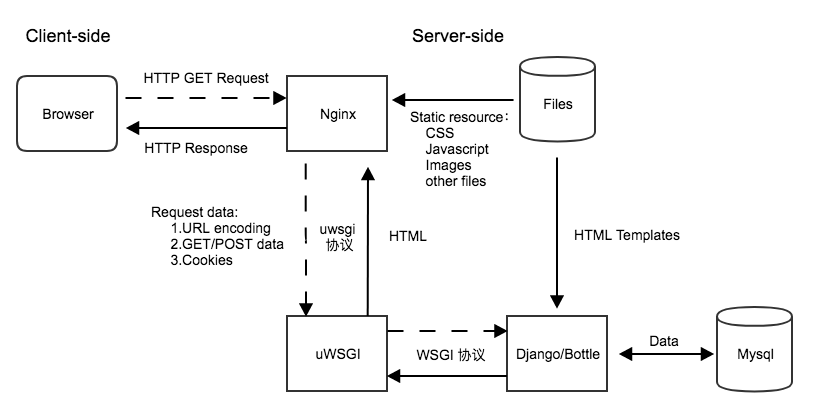 Client-side
Server-side
HTTP GET Request
Browser
Nginx
Files
HTTP Response
Static resource：
CSS
Javascript
Images
other files
Request data:
1.URL encoding
2.GET/POST data
3.Cookies
uwsgi
协议
HTML
HTML Templates
uWSGI
WSGI 协议
Django/Bottle
Data
Mysql